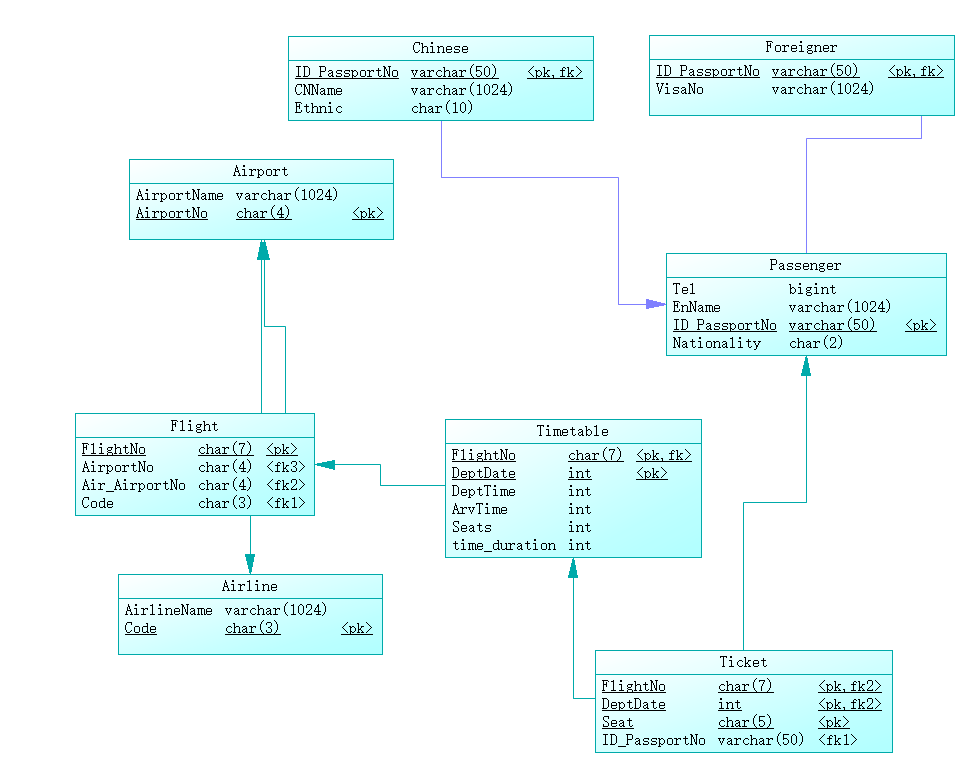 Chinese
ID_PassportNo varchar(50) <pk,fk>
CNName varchar(1024)
Ethnic char(10)
Foreigner
ID_PassportNo varchar(50) <pk,fk>
VisaNo varchar(1024)
Airport
AirportName varchar(1024)
AirportNo char(4) <pk>
Passenger
Tel bigint
EnName varchar(1024)
ID_PassportNo varchar(50) <pk>
Nationality char(2)
Flight
FlightNo char(7) <pk>
AirportNo char(4) <fk3>
Air_AirportNo char(4) <fk2>
Code char(3) <fk1>
Timetable
FlightNo char(7) <pk,fk>
DeptDate int <pk>
DeptTime int
ArvTime int
Seats int
time_duration int
Airline
AirlineName varchar(1024)
Code char(3) <pk>
Ticket
FlightNo char(7) <pk,fk2>
DeptDate int <pk,fk2>
Seat char(5) <pk>
ID_PassportNo varchar(50) <fk1>